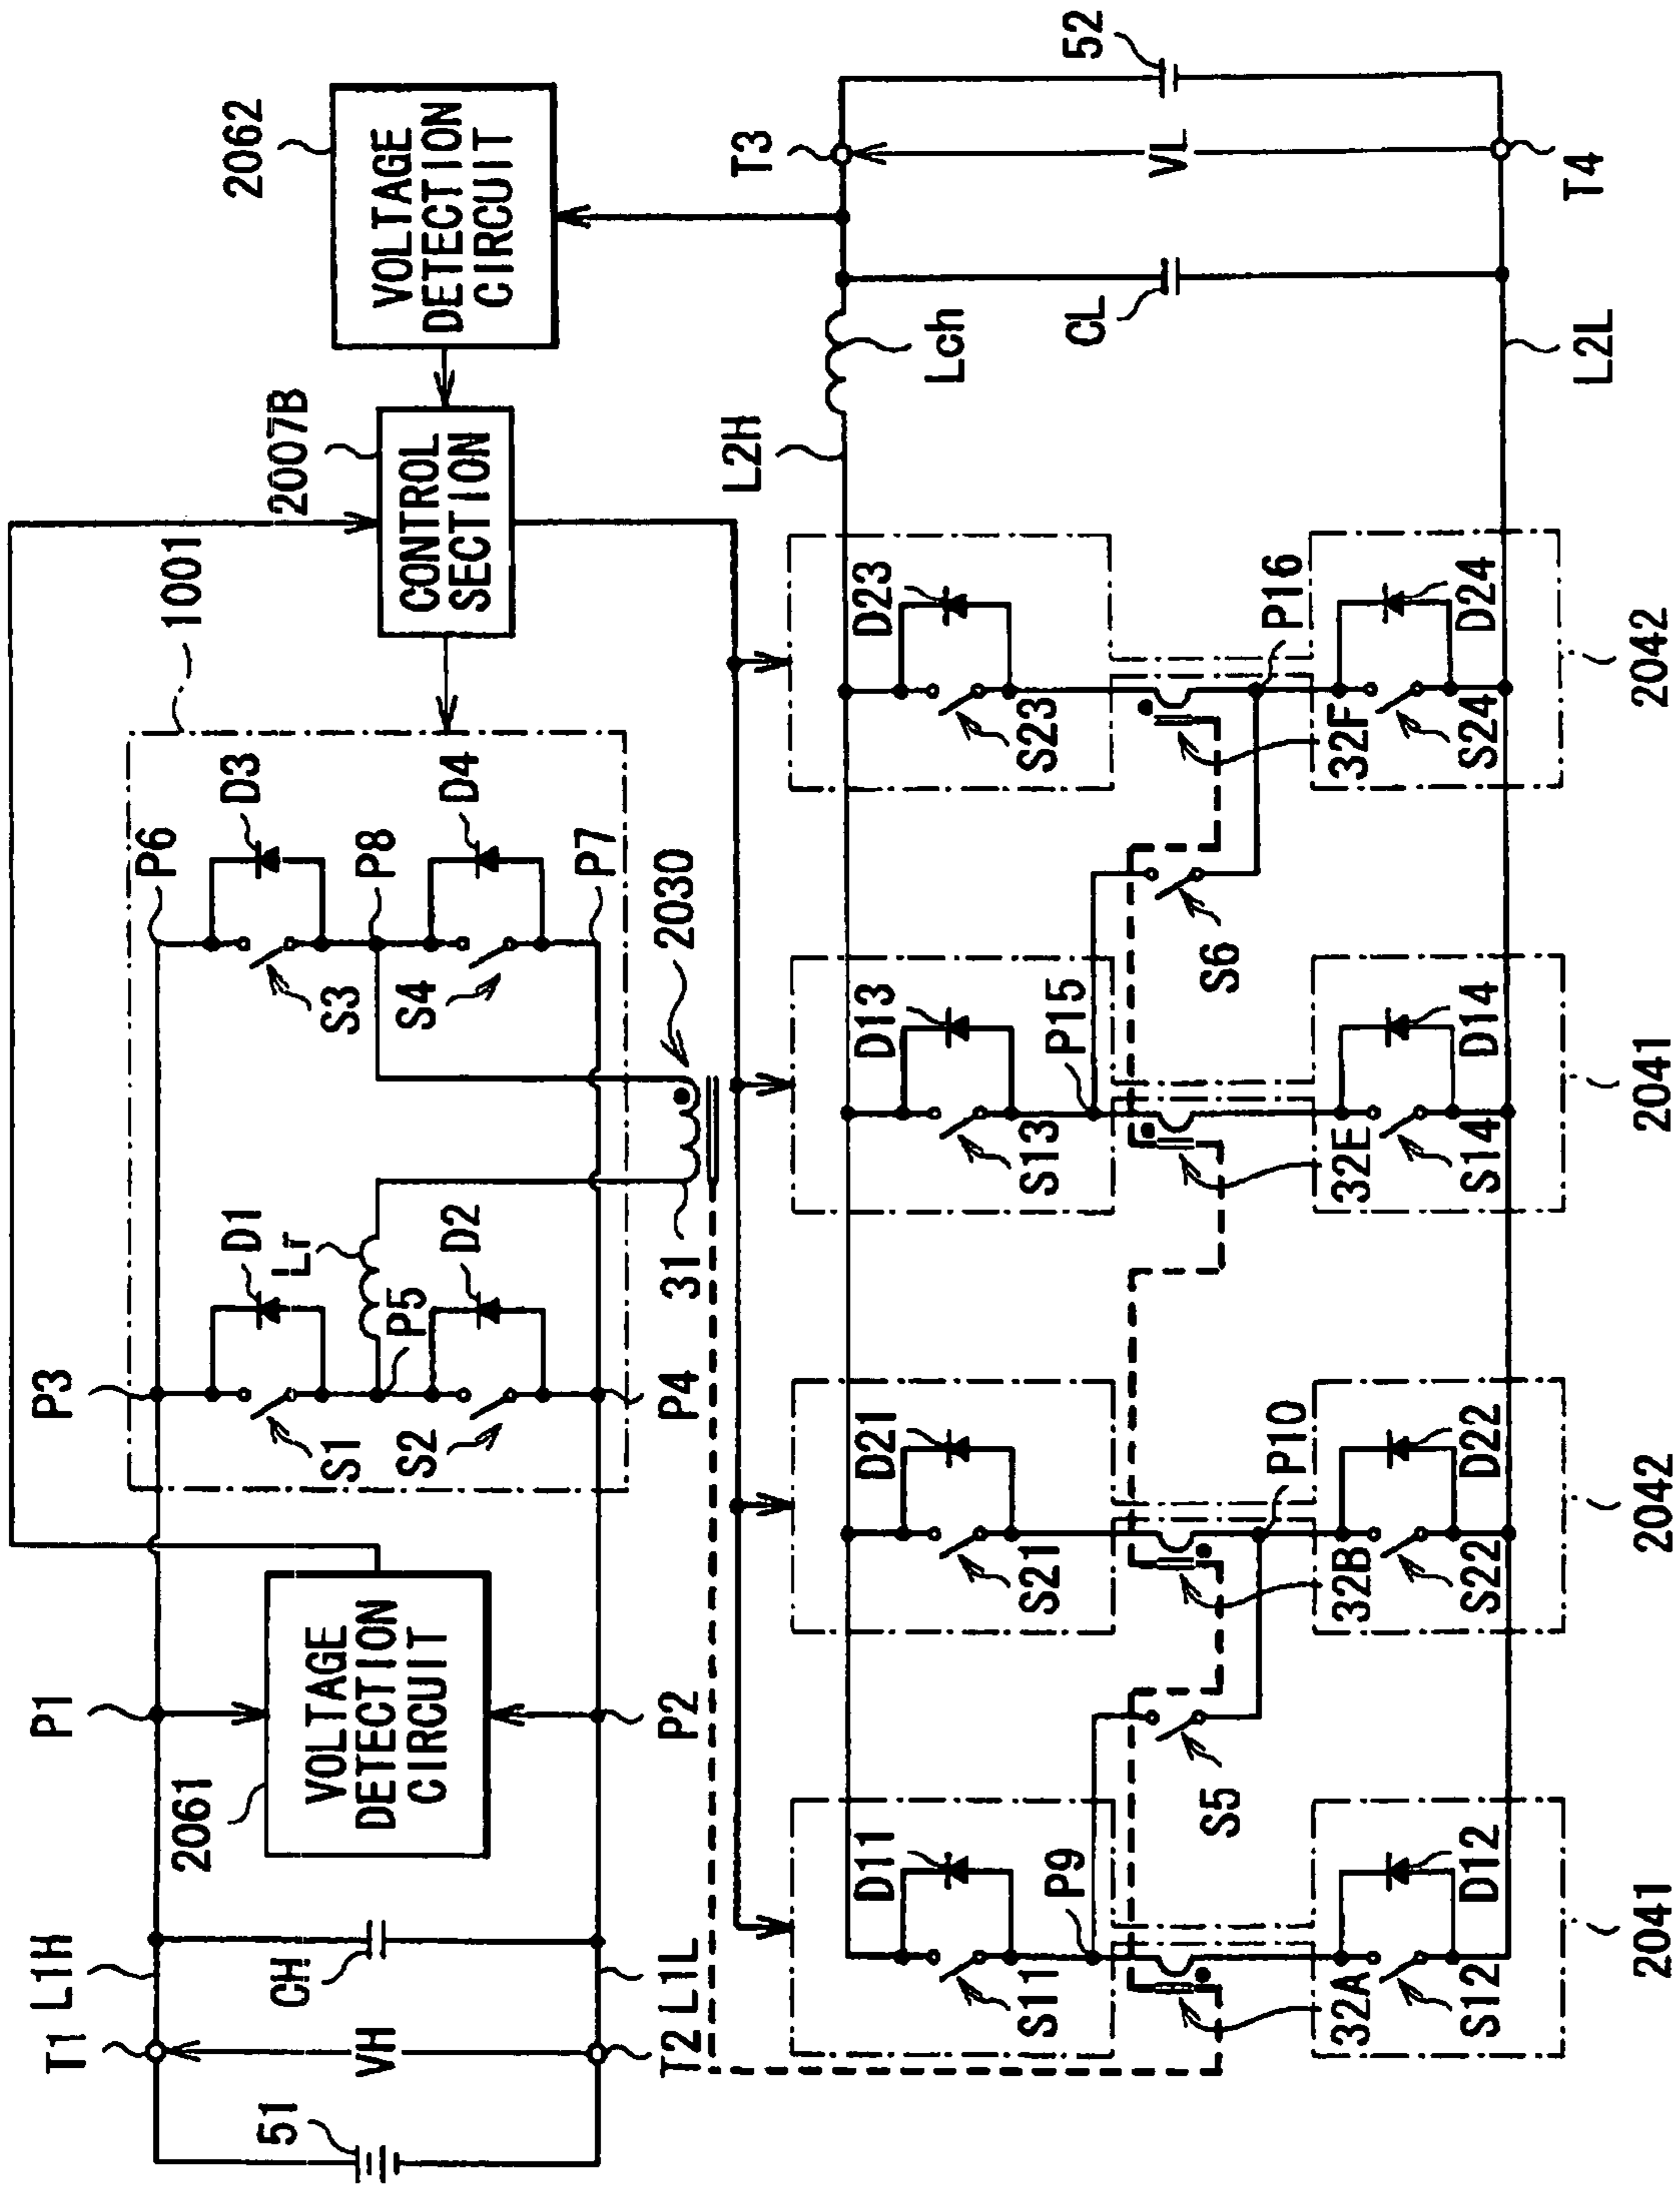 51
T1
VH
T2
L1H
CH
L1L
P1
2061
VOLTAGE
DETECTION
CIRCUIT
P2
P3
S1
D1
Lr
P5
S2
D2
P4
1001
P6
S3
D3
P8
S4
D4
P7
31
2030
2007B
CONTROL
SECTION
2062
VOLTAGE
DETECTION
CIRCUIT
D11
S11
P9
32A
S12
D12
2041
S5
D21
S21
P10
32B
S22
D22
2042
D13
S13
P15
32E
S14
D14
2041
S6
D23
S23
P16
32F
S24
D24
2042
L2H
Lch
CL
L2L
T3
VL
T4
52